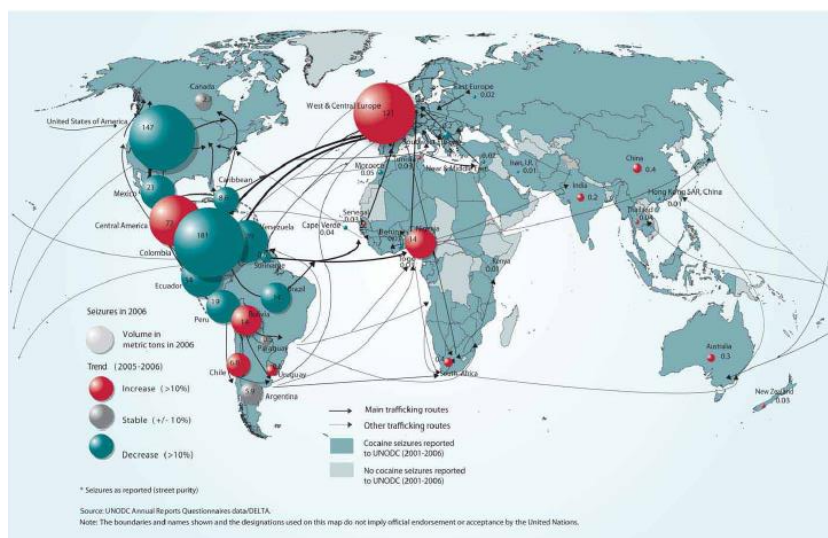 Canada
West & Central Europe
121
East Europe
0.02
United States of America
147
Morocco
0.05
Near & Middle East
Iran, I.R.
0.01
China
0.4
Mexico
21
Caribbean
India
0.2
Hong Kong SAR, China
0.01
Central America
Senegal
0.03
Cape Verde
0.04
Thailand
Nigeria
14
181
Venezuela
Colombia
Suriname
Kenya
0.01
Ecuador
Brazil
Peru
19
Bolivia
14
Paraguay
Chile
Uruguay
Argentina
South Africa
Australia
0.3
New Zealand
0.03
Seizures in 2006
Volume in
metric tons in 2006
Trend (2005-2006)
Increase (>10%)
Stable (+/- 10%)
Decrease (>10%)
Main trafficking routes
Other trafficking routes
Cocaine seizures reported
to UNODC (2001-2006)
No cocaine seizures reported
to UNODC (2001-2006)
* Seizures as reported (street purity)
Source: UNODC Annual Reports Questionnaires data/DELTA.
Note: The boundaries and names shown and the designations used on this map do not imply official endorsement or acceptance by the United Nations.